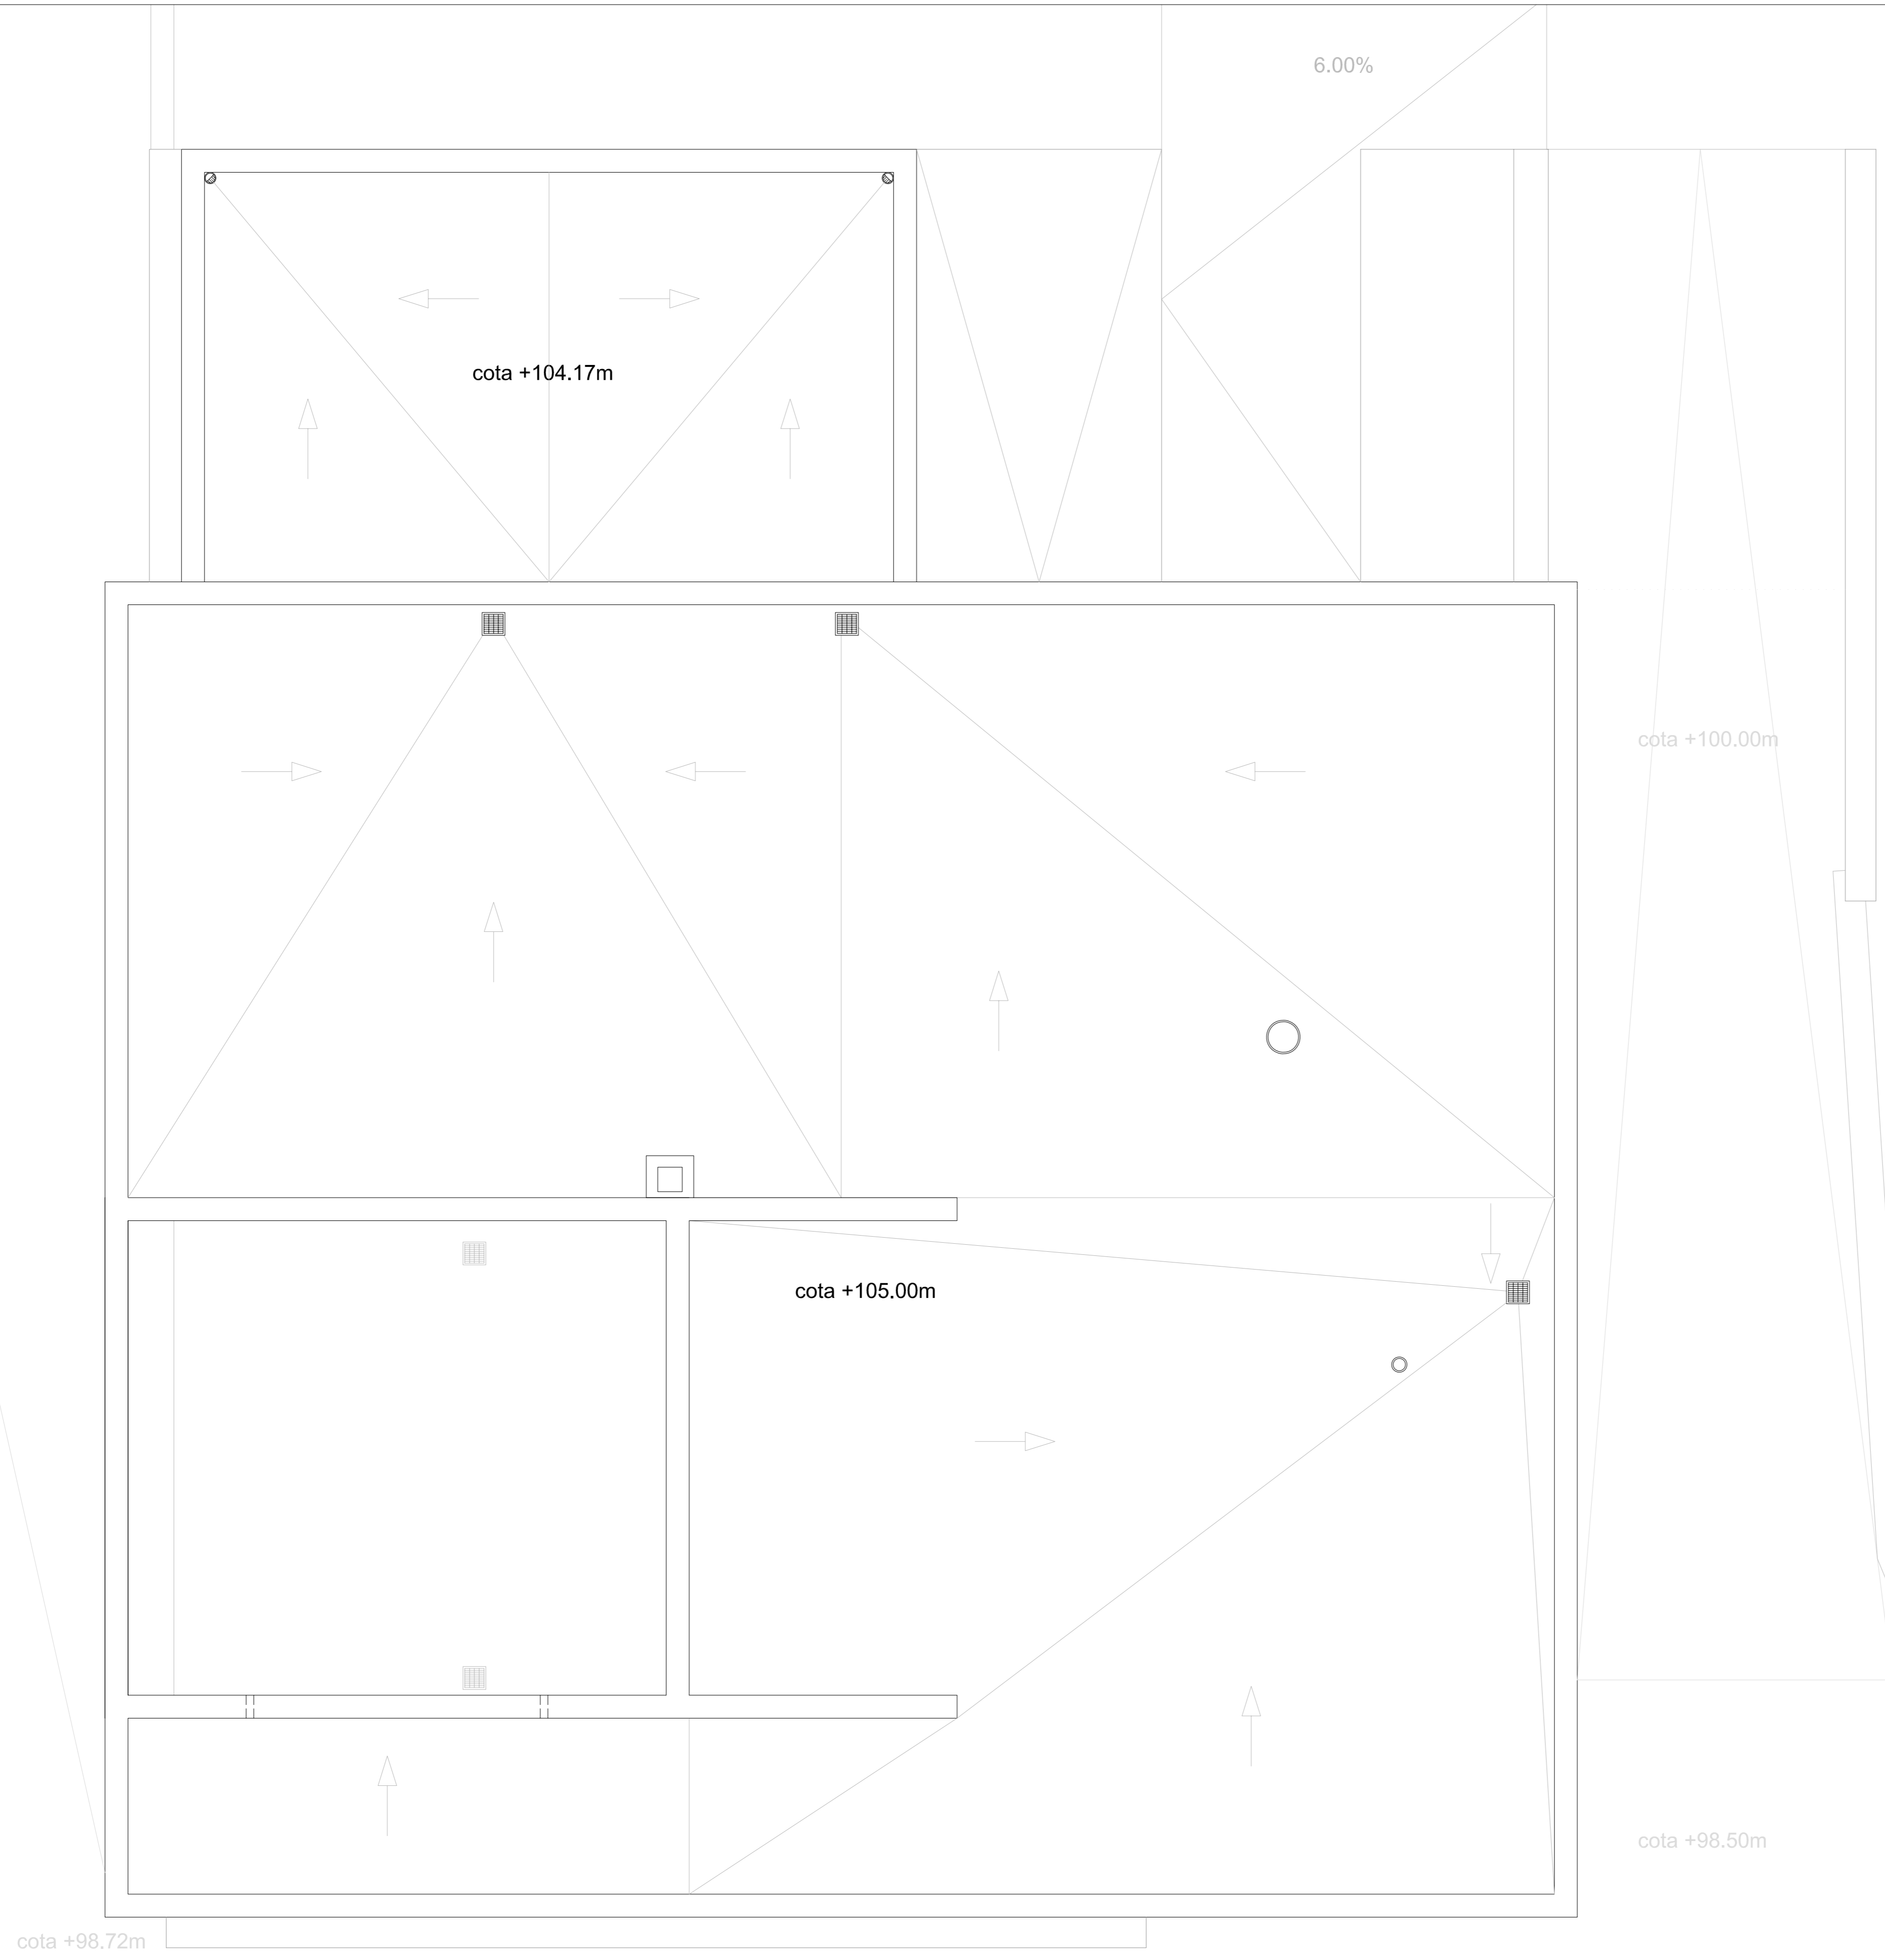 6.00%
cota +104.17m
cota +100.00m
cota +105.00m
cota +98.50m
cota +98.72m